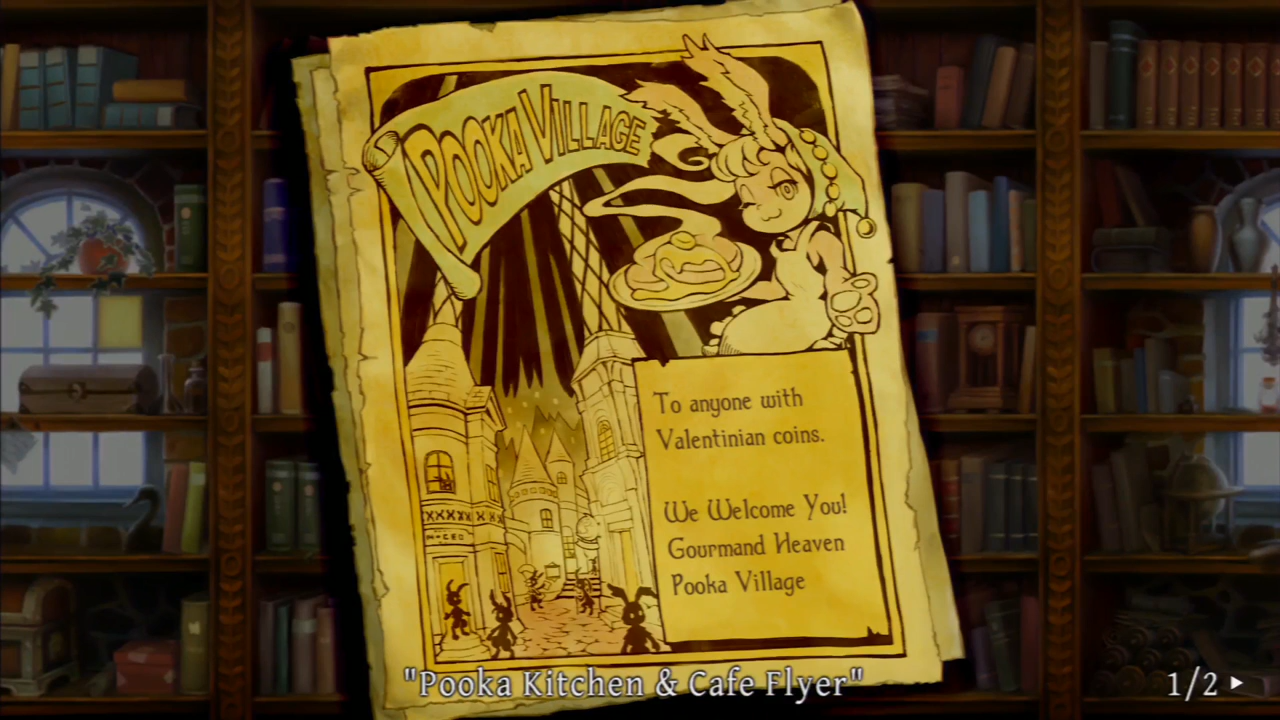 POOKA VILLAGE
To anyone with
Valentinian coins.
We Welcome You!
Gourmand Heaven
Pooka Village
"Pooka Kitchen & Cafe Flyer"
1/2